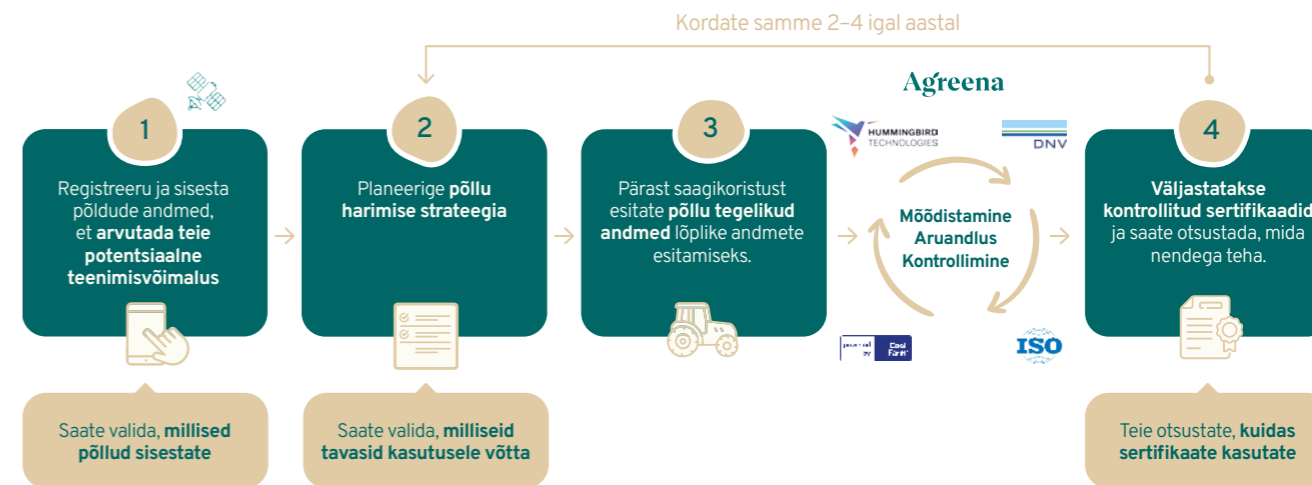 Kordate samme 2–4 igal aastal
1
Registreeru ja sisesta
põldude andmed,
et arvutada teie
potentsiaalne
teenimisvõimalus
2
Planeerige põllu
harimise strateegia
3
Pärast saagikoristust
esitate põllu tegelikud
andmed lõplike andmete
esitamiseks.
Agreena
HUMMINGBIRD
TECHNOLOGIES
DNV
Mõõdistamine
Aruandlus
Kontrollimine
Cool
Farm
ISO
4
Väljastatakse
kontrollitud sertifikaadid
ja saate otsustada, mida
nendega teha.
Saate valida, millised
põllud sisestate
Saate valida, milliseid
tavasid kasutusele võtta
Teie otsustate, kuidas
sertifikaate kasutate